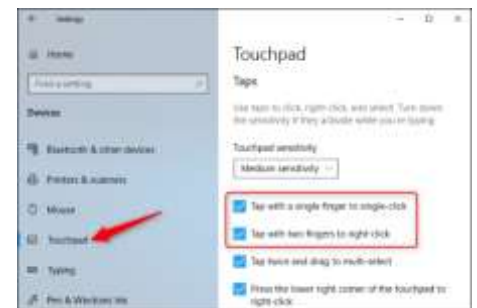 Settings
Home
Find a setting
Devices
Bluetooth & other devices
Printers & scanners
Mouse
Touchpad
Typing
Pen & Windows Ink
Touchpad
Taps
Use taps to click, right-click, and select. Turn down
the sensitivity if they activate while you're typing.
Touchpad sensitivity
Medium sensitivity
Tap with a single finger to single-click
Tap with two fingers to right-click
Tap twice and drag to multi-select
Press the lower right corner of the touchpad to
right-click